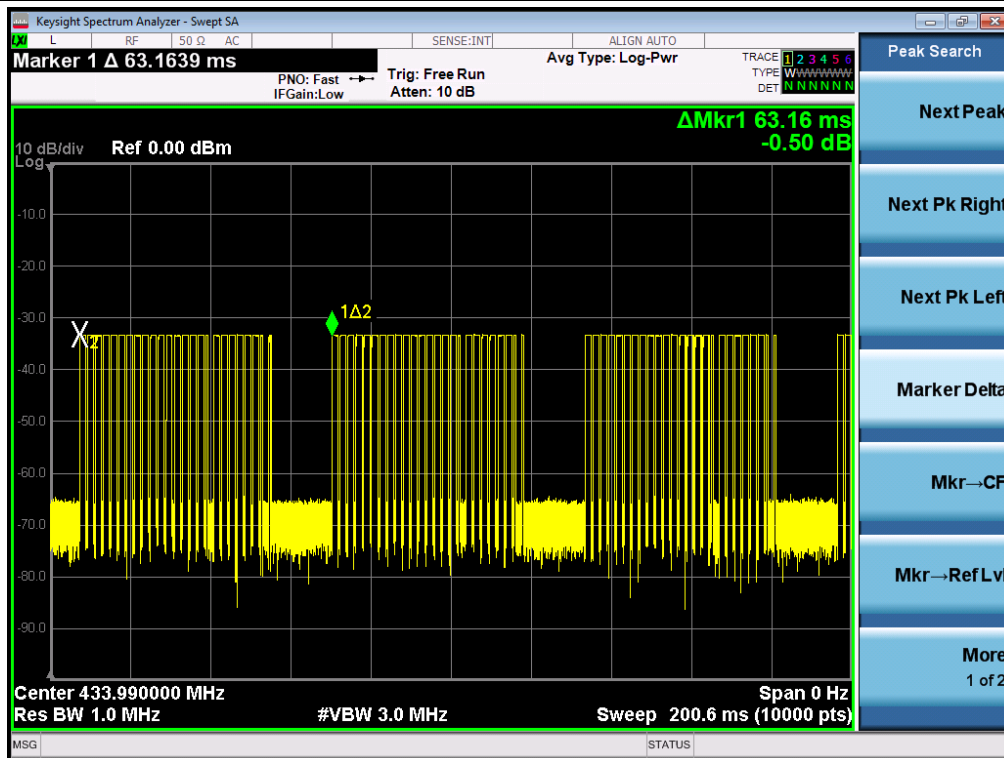 Keysight Spectrum Analyzer - Swept SA
LXI L RF 50 Ω AC SENSE:INT ALIGN AUTO
Marker 1 Δ 63.1639 ms
PNO: Fast
IFGain:Low
Trig: Free Run
Atten: 10 dB
Avg Type: Log-Pwr
TRACE 1 2 3 4 5 6
TYPE W
DET N N N N N N
ΔMkr1 63.16 ms
-0.50 dB
10 dB/div
Log
Ref 0.00 dBm
-10.0
-20.0
-30.0
-40.0
-50.0
-60.0
-70.0
-80.0
-90.0
X2
1Δ2
Center 433.990000 MHz
Span 0 Hz
Res BW 1.0 MHz
#VBW 3.0 MHz
Sweep 200.6 ms (10000 pts)
MSG
STATUS
Peak Search
Next Peak
Next Pk Right
Next Pk Left
Marker Delta
Mkr→CF
Mkr→Ref Lvl
More
1 of 2